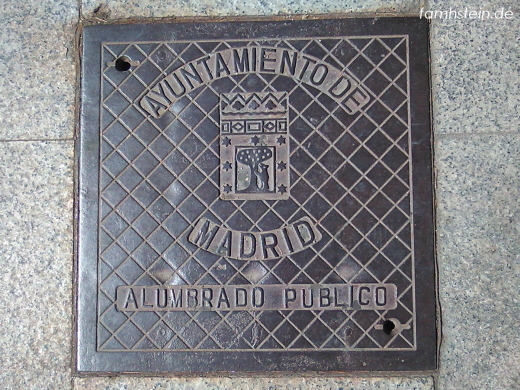 famhstein.de
AYUNTAMIENTO DE
MADRID
ALUMBRADO PUBLICO